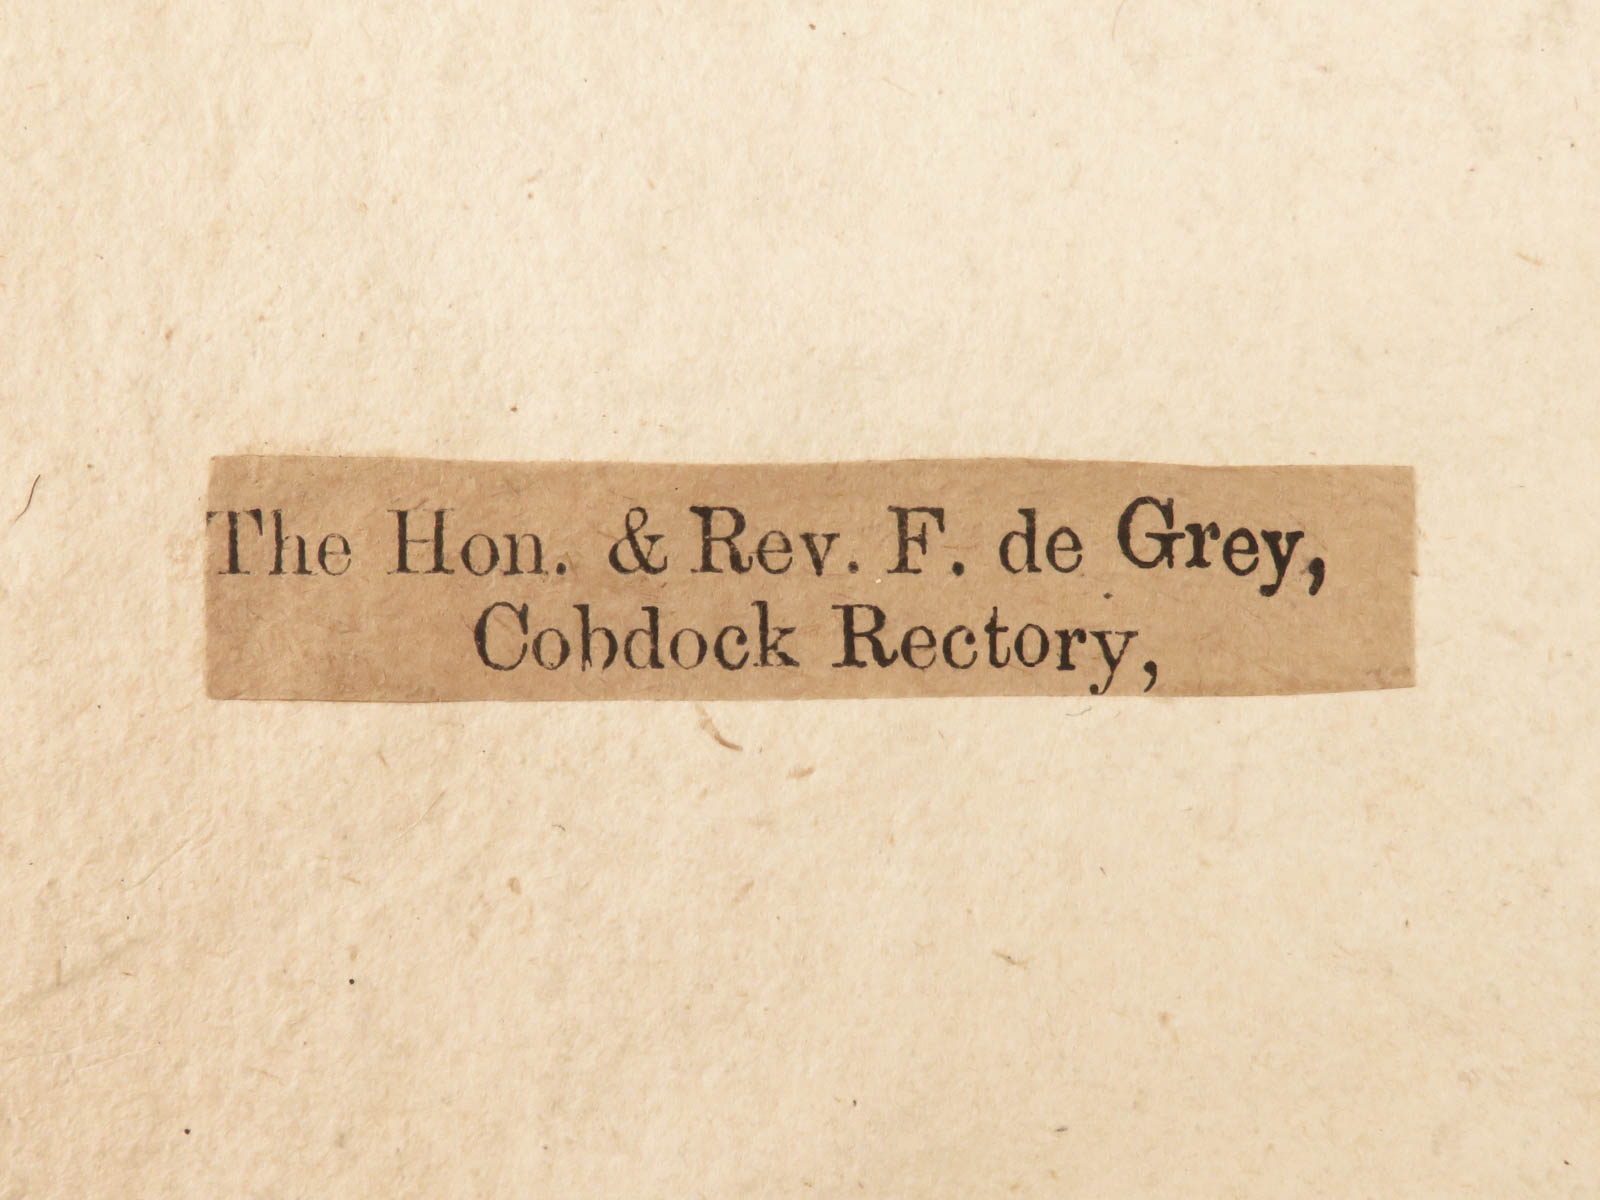 The Hon. & Rev. F. de Grey,
Cobdock Rectory,